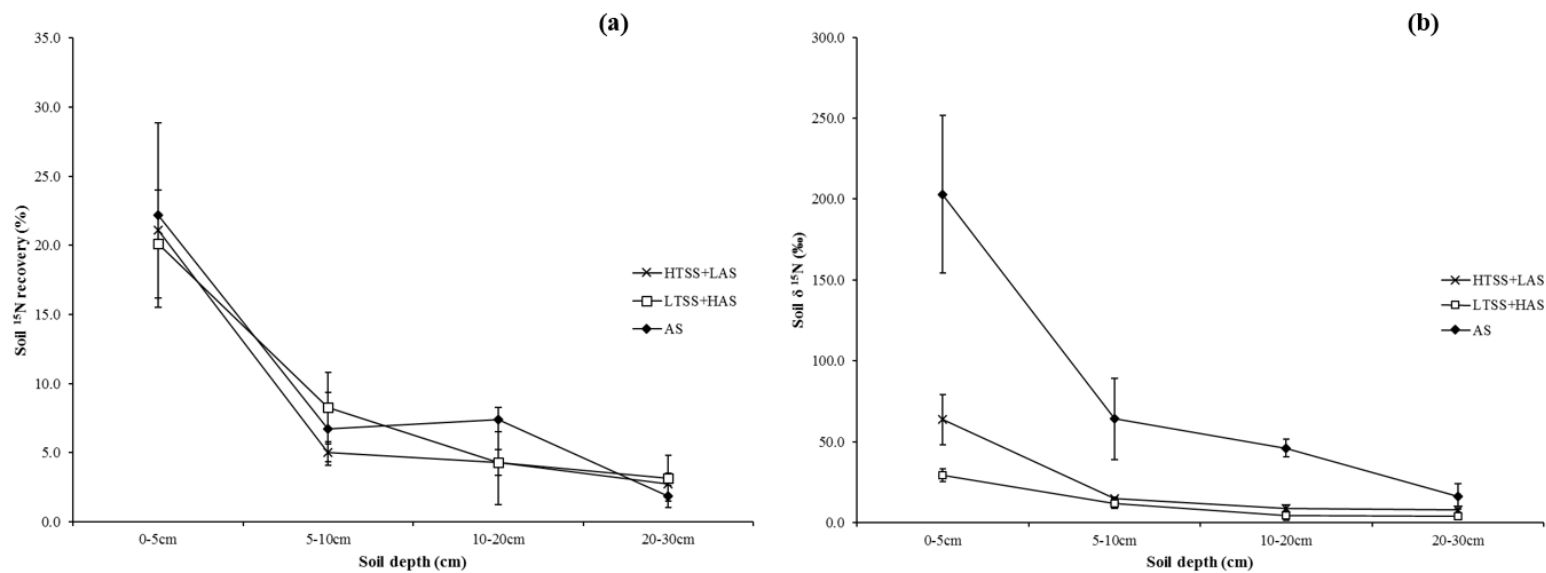 (a)
35.0
30.0
25.0
20.0
15.0
10.0
5.0
0.0
Soil ¹⁵N recovery (%)
HTSS+LAS
LTSS+HAS
AS
0-5cm 5-10cm 10-20cm 20-30cm
Soil depth (cm)
(b)
300.0
250.0
200.0
150.0
100.0
50.0
0.0
Soil δ ¹⁵N (‰)
HTSS+LAS
LTSS+HAS
AS
0-5cm 5-10cm 10-20cm 20-30cm
Soil depth (cm)